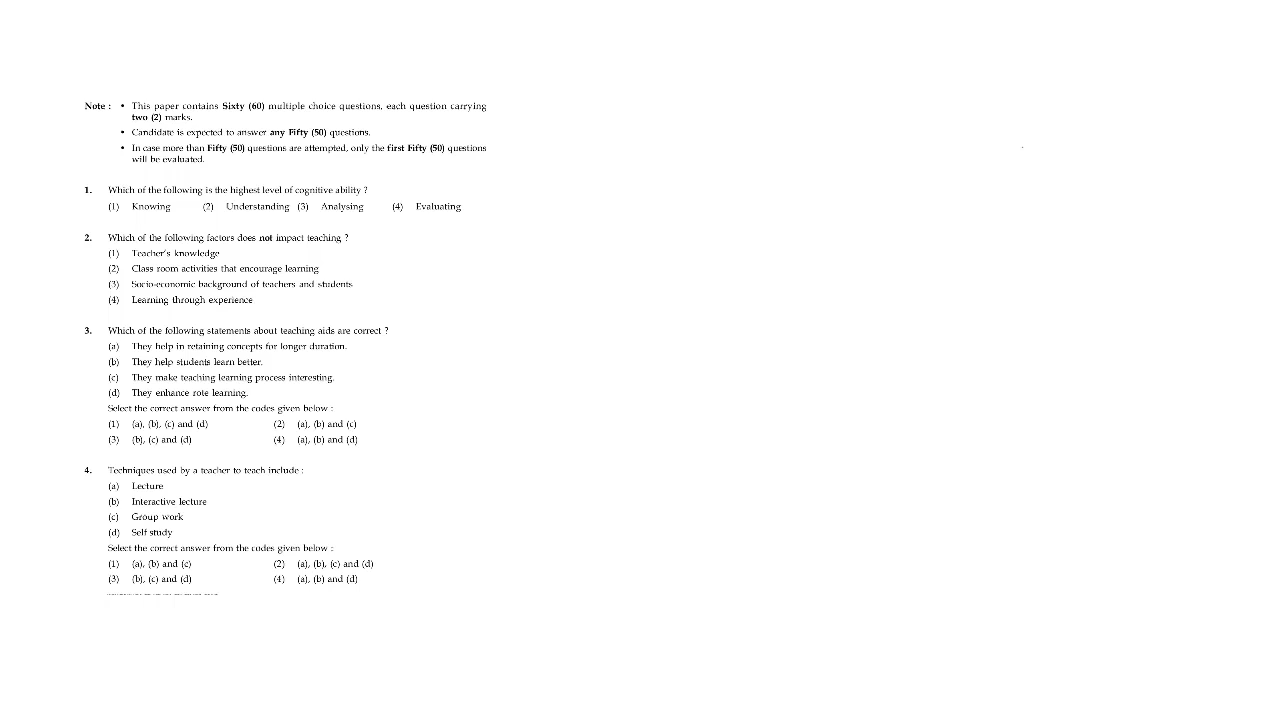 Note : • This paper contains Sixty (60) multiple choice questions, each question carrying
two (2) marks.
• Candidate is expected to answer any Fifty (50) questions.
• In case more than Fifty (50) questions are attempted, only the first Fifty (50) questions
will be evaluated.
1. Which of the following is the highest level of cognitive ability ?
(1) Knowing (2) Understanding (3) Analysing (4) Evaluating
2. Which of the following factors does not impact teaching ?
(1) Teacher's knowledge
(2) Class room activities that encourage learning
(3) Socio-economic background of teachers and students
(4) Learning through experience
3. Which of the following statements about teaching aids are correct ?
(a) They help in retaining concepts for longer duration.
(b) They help students learn better.
(c) They make teaching learning process interesting.
(d) They enhance rote learning.
Select the correct answer from the codes given below :
(1) (a), (b), (c) and (d) (2) (a), (b) and (c)
(3) (b), (c) and (d) (4) (a), (b) and (d)
4. Techniques used by a teacher to teach include :
(a) Lecture
(b) Interactive lecture
(c) Group work
(d) Self study
Select the correct answer from the codes given below :
(1) (a), (b) and (c) (2) (a), (b), (c) and (d)
(3) (b), (c) and (d) (4) (a), (b) and (d)